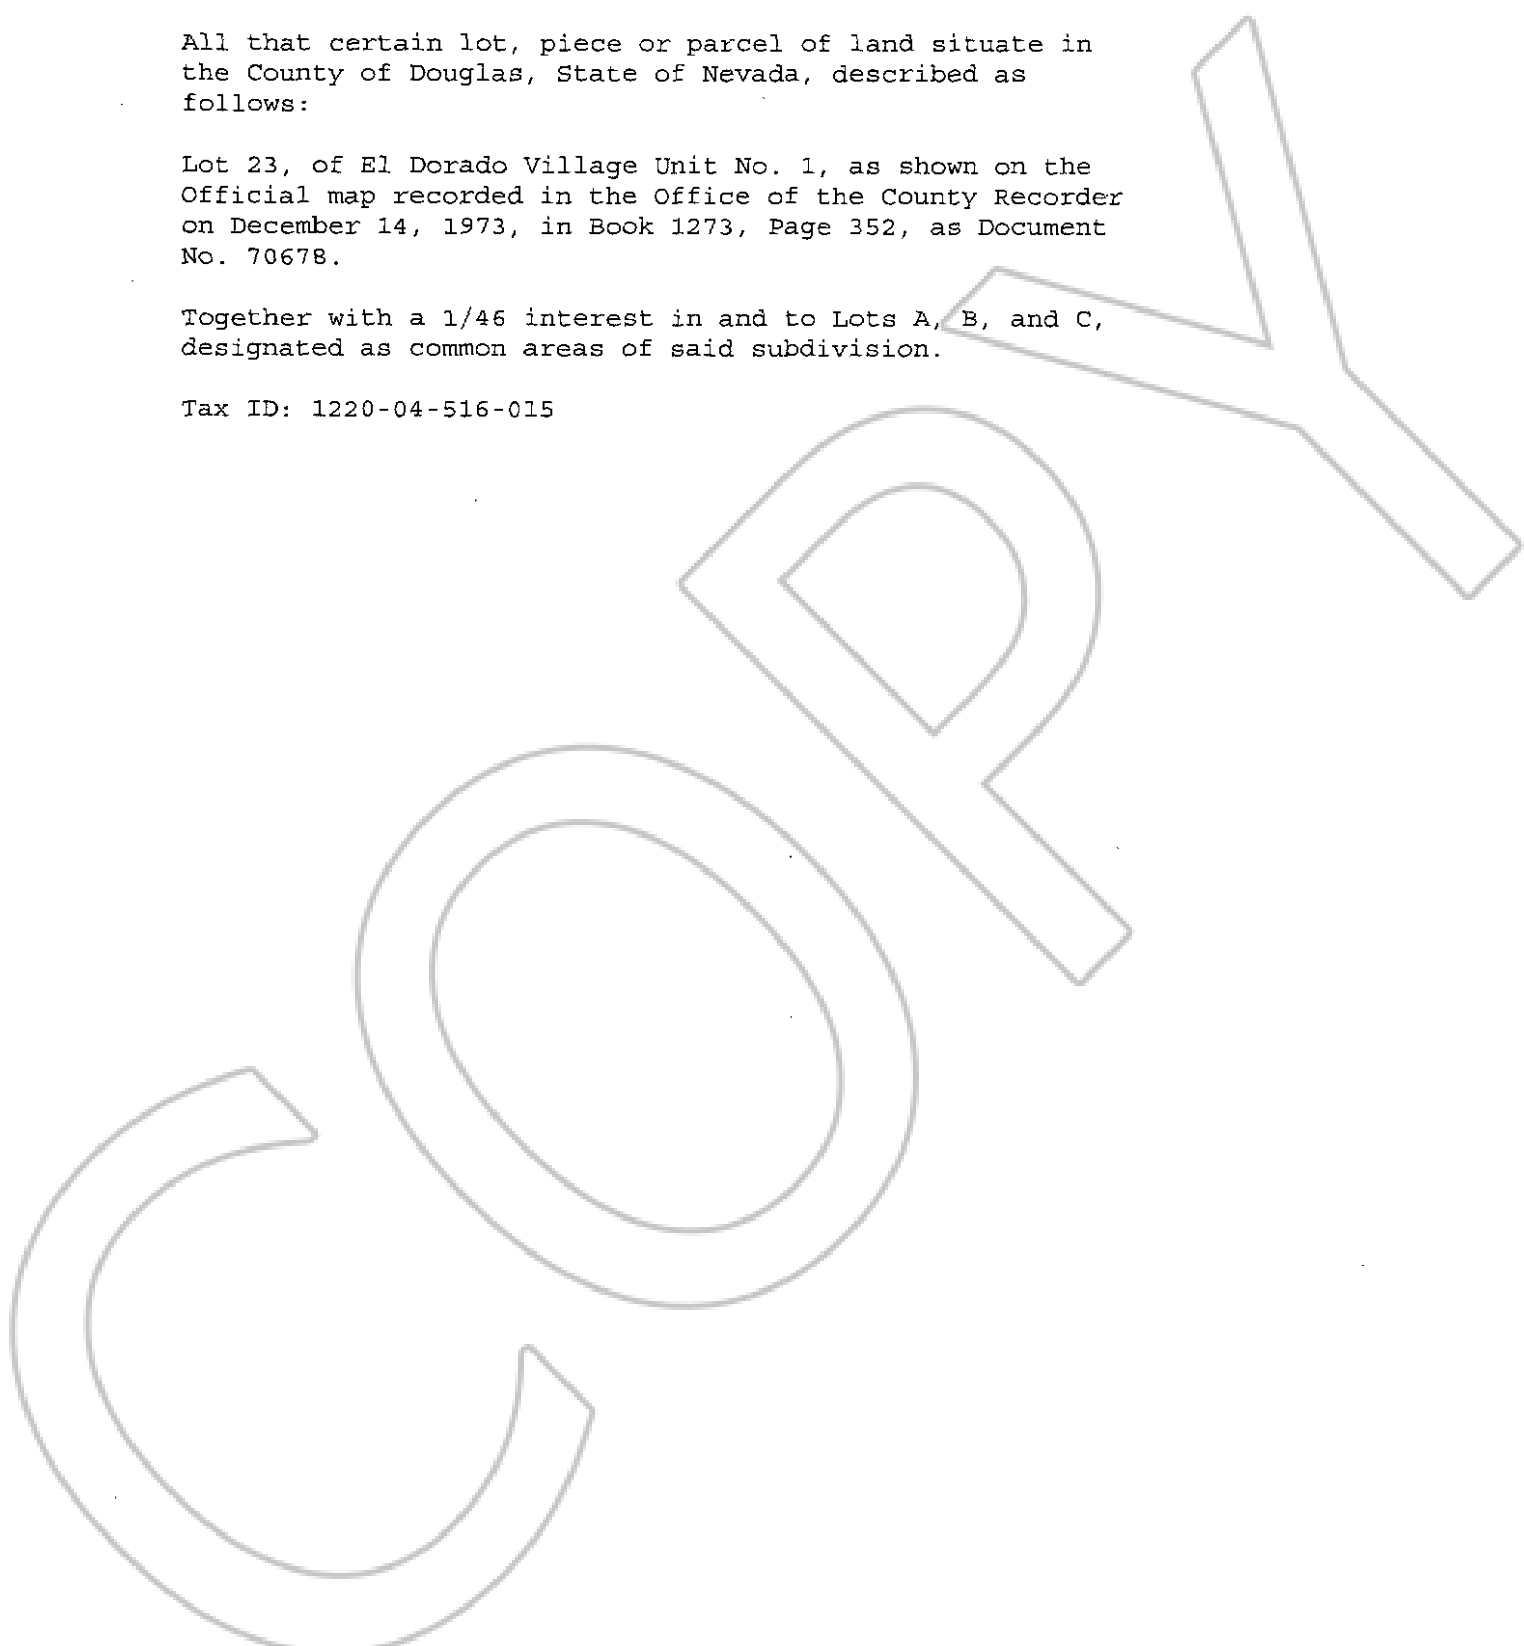 All that certain lot, piece or parcel of land situate in
the County of Douglas, State of Nevada, described as
follows:
Lot 23, of El Dorado Village Unit No. 1, as shown on the
Official map recorded in the Office of the County Recorder
on December 14, 1973, in Book 1273, Page 352, as Document
No. 70678.
Together with a 1/46 interest in and to Lots A, B, and C,
designated as common areas of said subdivision.
Tax ID: 1220-04-516-015
COPY